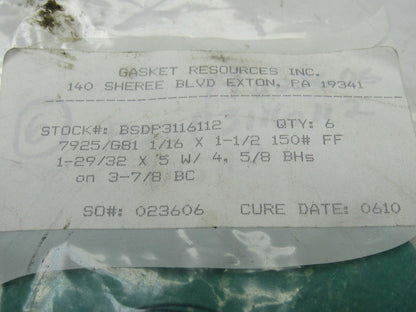 GASKET RESOURCES INC.
140 SHEREE BLVD EXTON, PA 19341
STOCK#: BSDP3116112 QTY: 6
7925/GB1 1/16 X 1-1/2 150# FF
1-29/32 X 5 W/ 4, 5/8 BHs
on 3-7/8 BC
SO#: 023606 CURE DATE: 0610